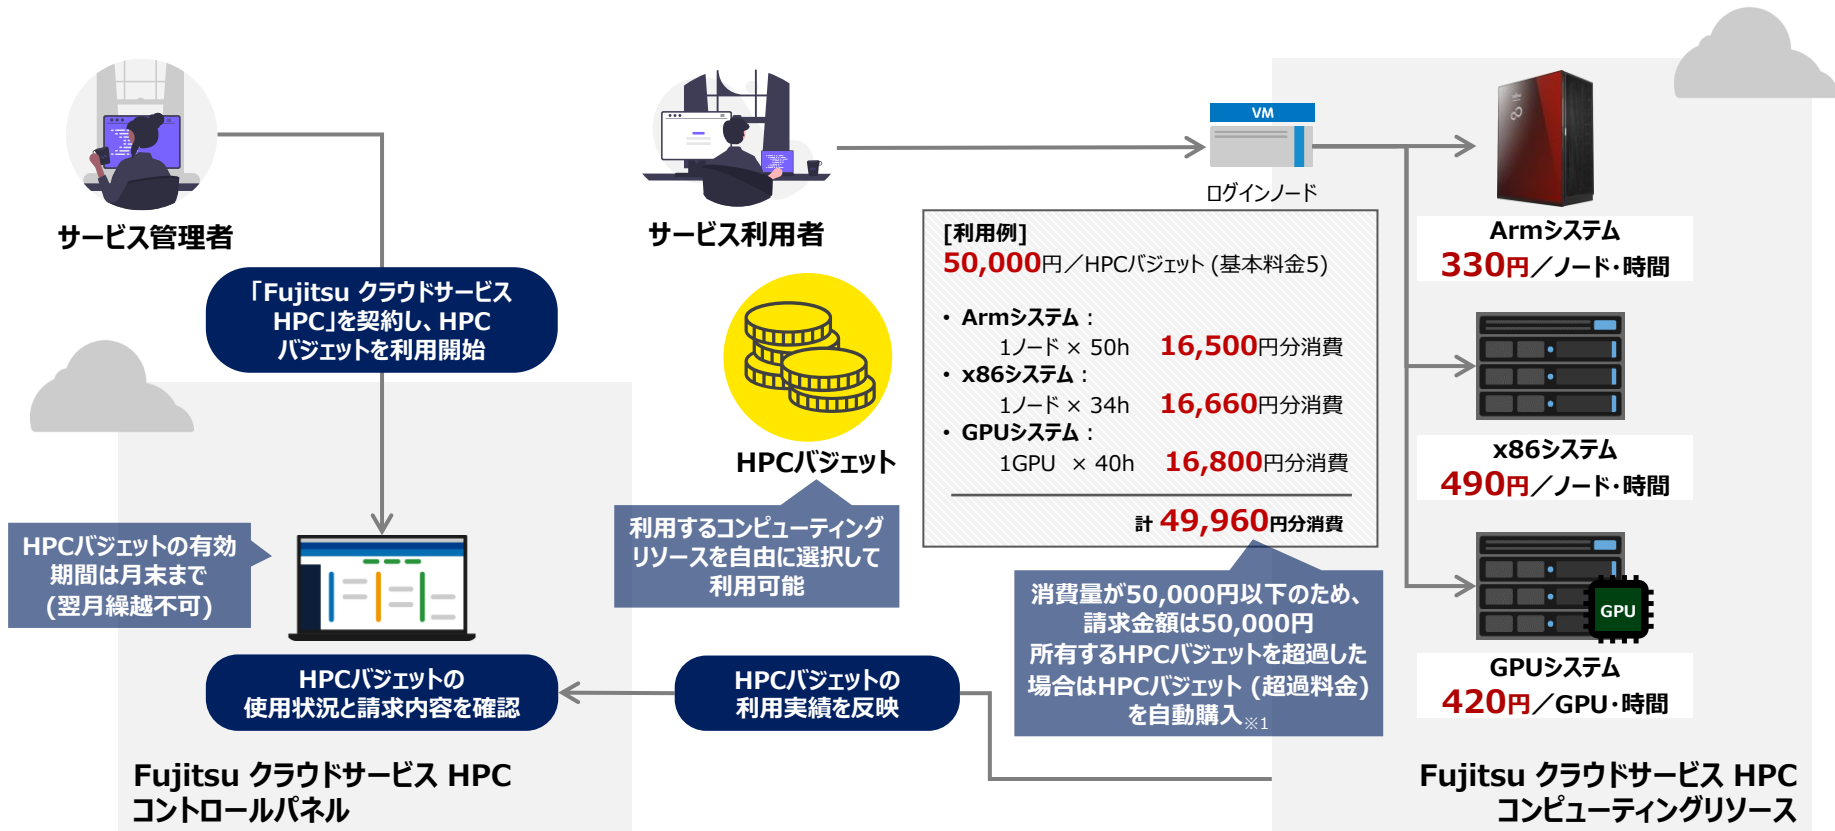 サービス管理者
「Fujitsu クラウドサービス
HPC」を契約し、HPC
バジェットを利用開始
HPCバジェットの有効
期間は月末まで
(翌月繰越不可)
HPCバジェットの
使用状況と請求内容を確認
Fujitsu クラウドサービス HPC
コントロールパネル
サービス利用者
HPCバジェット
利用するコンピューティング
リソースを自由に選択して
利用可能
HPCバジェットの
利用実績を反映
VM
ログインノード
[利用例]
50,000円／HPCバジェット (基本料金5)
• Armシステム：
1ノード × 50h 16,500円分消費
• x86システム：
1ノード × 34h 16,660円分消費
• GPUシステム：
1GPU × 40h 16,800円分消費
計 49,960円分消費
消費量が50,000円以下のため、
請求金額は50,000円
所有するHPCバジェットを超過した
場合はHPCバジェット (超過料金)
を自動購入※1
Armシステム
330円／ノード・時間
x86システム
490円／ノード・時間
GPU
GPUシステム
420円／GPU・時間
Fujitsu クラウドサービス HPC
コンピューティングリソース